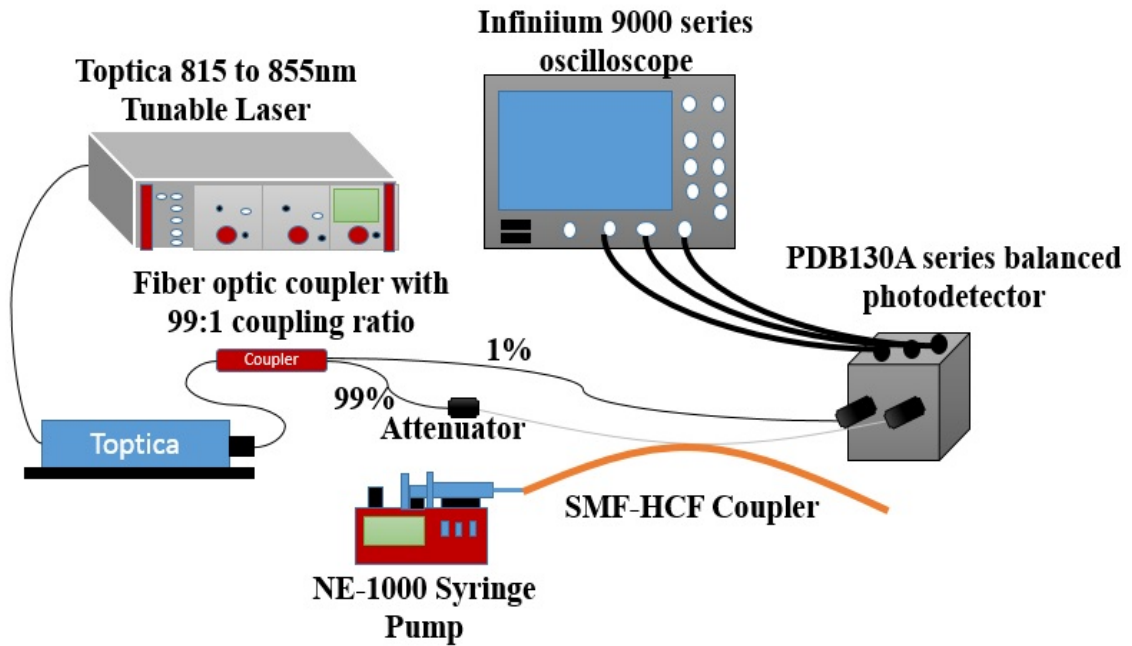 Infiniium 9000 series
oscilloscope
Toptica 815 to 855nm
Tunable Laser
PDB130A series balanced
photodetector
Fiber optic coupler with
99:1 coupling ratio
Coupler
1%
99%
Attenuator
Toptica
SMF-HCF Coupler
NE-1000 Syringe
Pump